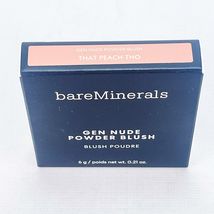 GEN NUDE POWDER BLUSH
THAT PEACH THO
bareMinerals
GEN NUDE
POWDER BLUSH
BLUSH POUDRE
6 g / poids net wt. 0.21 oz.